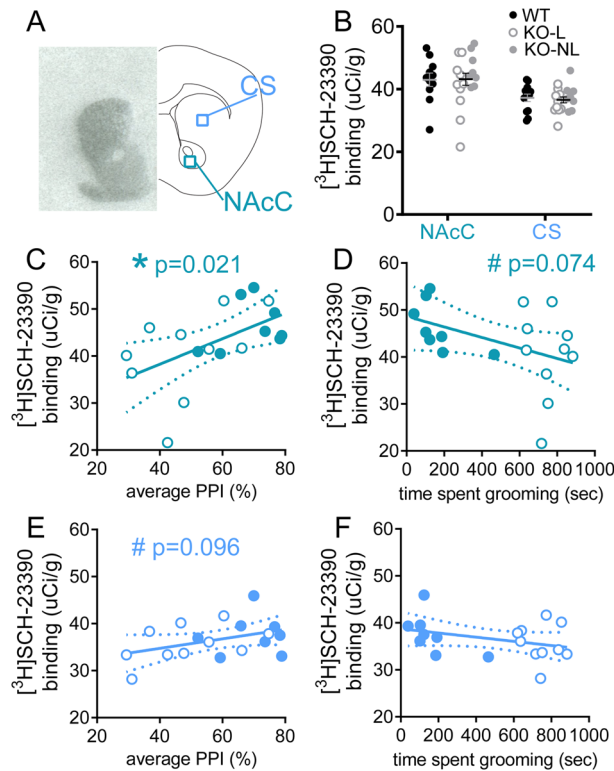 A
CS
NAcC
B
WT
KO-L
KO-NL
[³H]SCH-23390
binding (uCi/g)
60
40
20
0
NAcC CS
C
* p=0.021
[³H]SCH-23390
binding (uCi/g)
60
50
40
30
20
20 40 60 80
average PPI (%)
D
# p=0.074
[³H]SCH-23390
binding (uCi/g)
60
50
40
30
20
0 200 400 600 800 1000
time spent grooming (sec)
E
# p=0.096
[³H]SCH-23390
binding (uCi/g)
60
50
40
30
20
20 40 60 80
average PPI (%)
F
[³H]SCH-23390
binding (uCi/g)
60
50
40
30
20
0 200 400 600 800 1000
time spent grooming (sec)